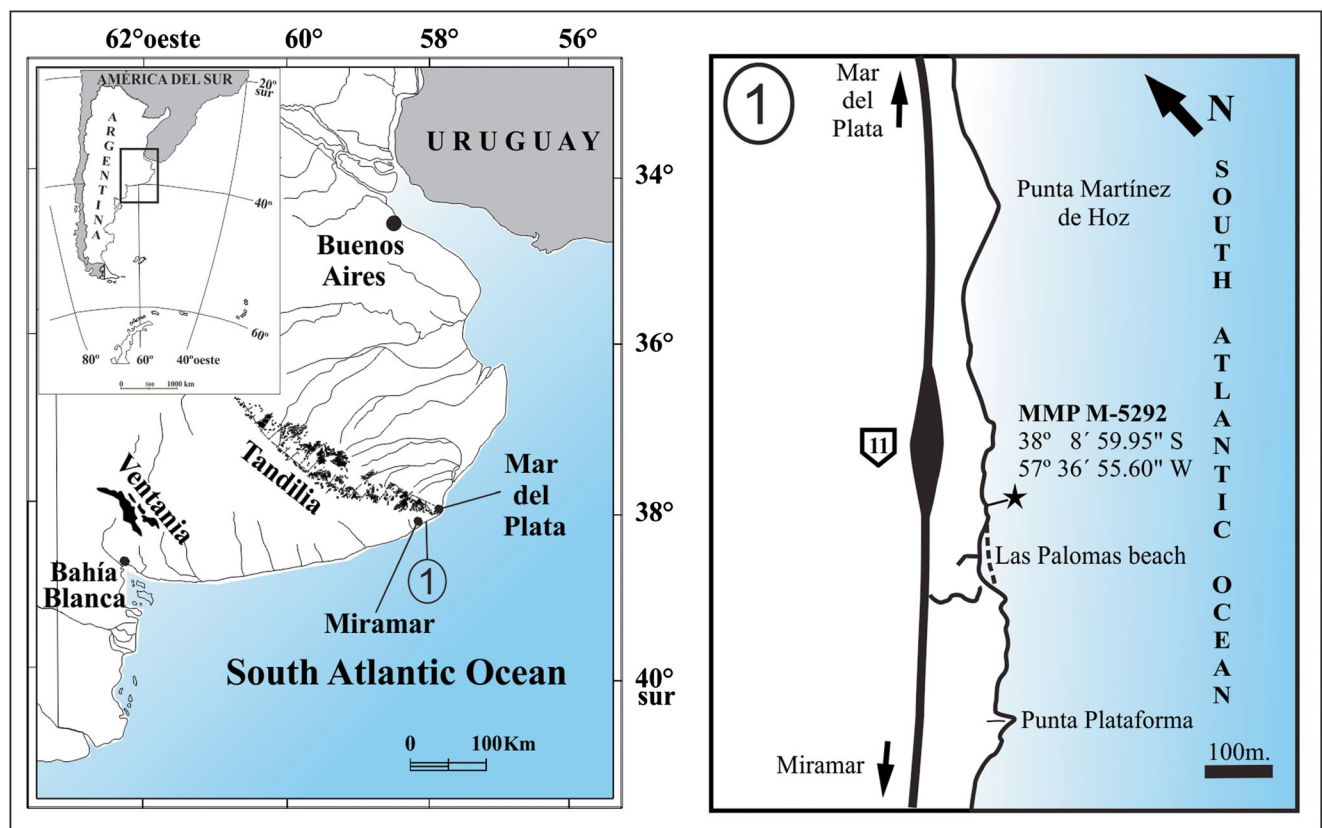 62°oeste 60° 58° 56°
AMÉRICA DEL SUR
20°
sur
ARGENTINA
40°
60°
80° 60° 40°oeste
0 500 1000 km
URUGUAY
34°
Buenos
Aires
36°
Ventania
Tandilia
Mar
del
Plata
38°
Bahía
Blanca
1
Miramar
South Atlantic Ocean
40°
sur
0 100Km
1
Mar
del
Plata
N
Punta Martínez
de Hoz
SOUTH ATLANTIC OCEAN
MMP M-5292
38º 8´ 59.95" S
57º 36´ 55.60" W
11
Las Palomas beach
Punta Plataforma
Miramar
100m.